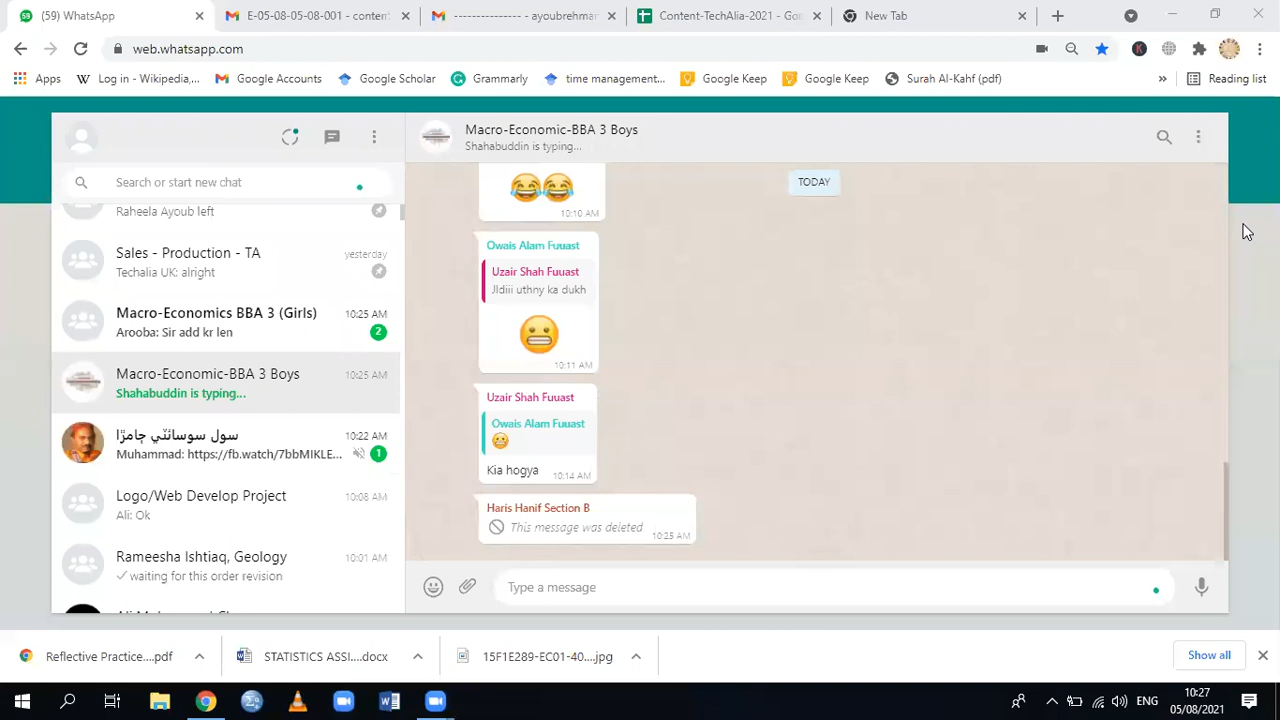 (59) WhatsApp
E-05-08-05-08-001 - conten
--------------- - ayoubrehman
Content-TechAlia-2021 - Goo
New Tab
web.whatsapp.com
Apps
Log in - Wikipedia,...
Google Accounts
Google Scholar
Grammarly
time management...
Google Keep
Google Keep
Surah Al-Kahf (pdf)
»
Reading list
Macro-Economic-BBA 3 Boys
Shahabuddin is typing...
Search or start new chat
Raheela Ayoub left
Sales - Production - TA
yesterday
Techalia UK: alright
Macro-Economics BBA 3 (Girls)
10:25 AM
Arooba: Sir add kr len
2
Macro-Economic-BBA 3 Boys
10:25 AM
Shahabuddin is typing...
سول سوسائٽي ڄامڙا
10:22 AM
Muhammad: https://fb.watch/7bbMIKLE...
1
Logo/Web Develop Project
10:08 AM
Ali: Ok
Rameesha Ishtiaq, Geology
10:01 AM
waiting for this order revision
TODAY
10:10 AM
Owais Alam Fuuast
Uzair Shah Fuuast
Jldiii uthny ka dukh
10:11 AM
Uzair Shah Fuuast
Owais Alam Fuuast
Kia hogya
10:14 AM
Haris Hanif Section B
This message was deleted
10:25 AM
Type a message
Reflective Practice....pdf
STATISTICS ASSI....docx
15F1E289-EC01-40....jpg
Show all
ENG
10:27
05/08/2021